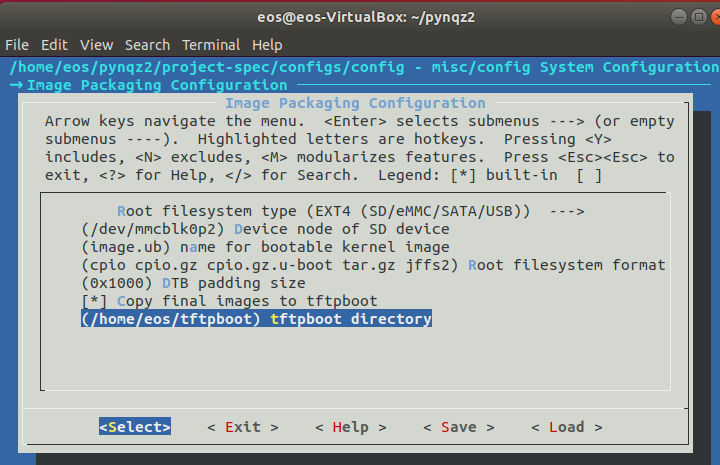 eos@eos-VirtualBox: ~/pynqz2
File Edit View Search Terminal Help
/home/eos/pynqz2/project-spec/configs/config - misc/config System Configuration
→ Image Packaging Configuration
Image Packaging Configuration
Arrow keys navigate the menu. <Enter> selects submenus ---> (or empty
submenus ----). Highlighted letters are hotkeys. Pressing <Y>
includes, <N> excludes, <M> modularizes features. Press <Esc><Esc> to
exit, <?> for Help, </> for Search. Legend: [*] built-in [ ]
Root filesystem type (EXT4 (SD/eMMC/SATA/USB)) --->
(/dev/mmcblk0p2) Device node of SD device
(image.ub) name for bootable kernel image
(cpio cpio.gz cpio.gz.u-boot tar.gz jffs2) Root filesystem format
(0x1000) DTB padding size
[*] Copy final images to tftpboot
(/home/eos/tftpboot) tftpboot directory
<Select> < Exit > < Help > < Save > < Load >